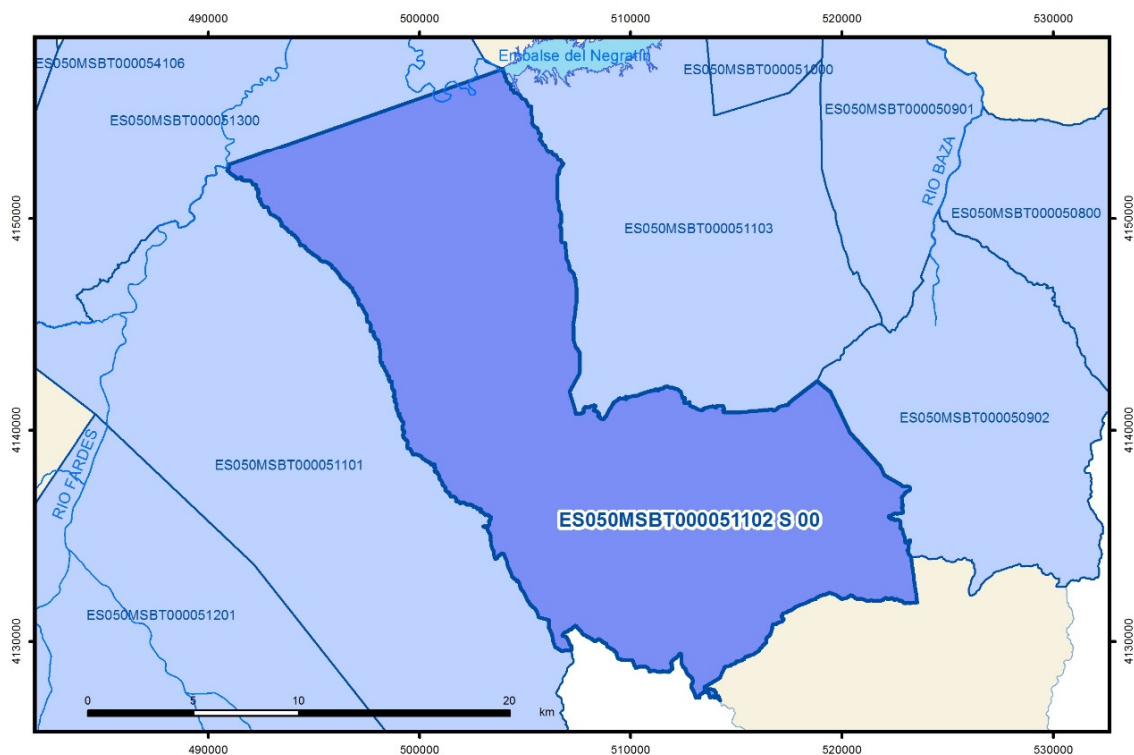 490000 500000 510000 520000 530000
Embalse del Negratín
ES050MSBT000054106
ES050MSBT000051000
ES050MSBT000050901
ES050MSBT000051300
RIO BAZA
4150000 4150000
ES050MSBT000050800
ES050MSBT000051103
ES050MSBT000050902
4140000 4140000
ES050MSBT000051101
RIO FARDES
ES050MSBT000051102 S 00
ES050MSBT000051201
4130000 4130000
0 5 10 20
km
490000 500000 510000 520000 530000